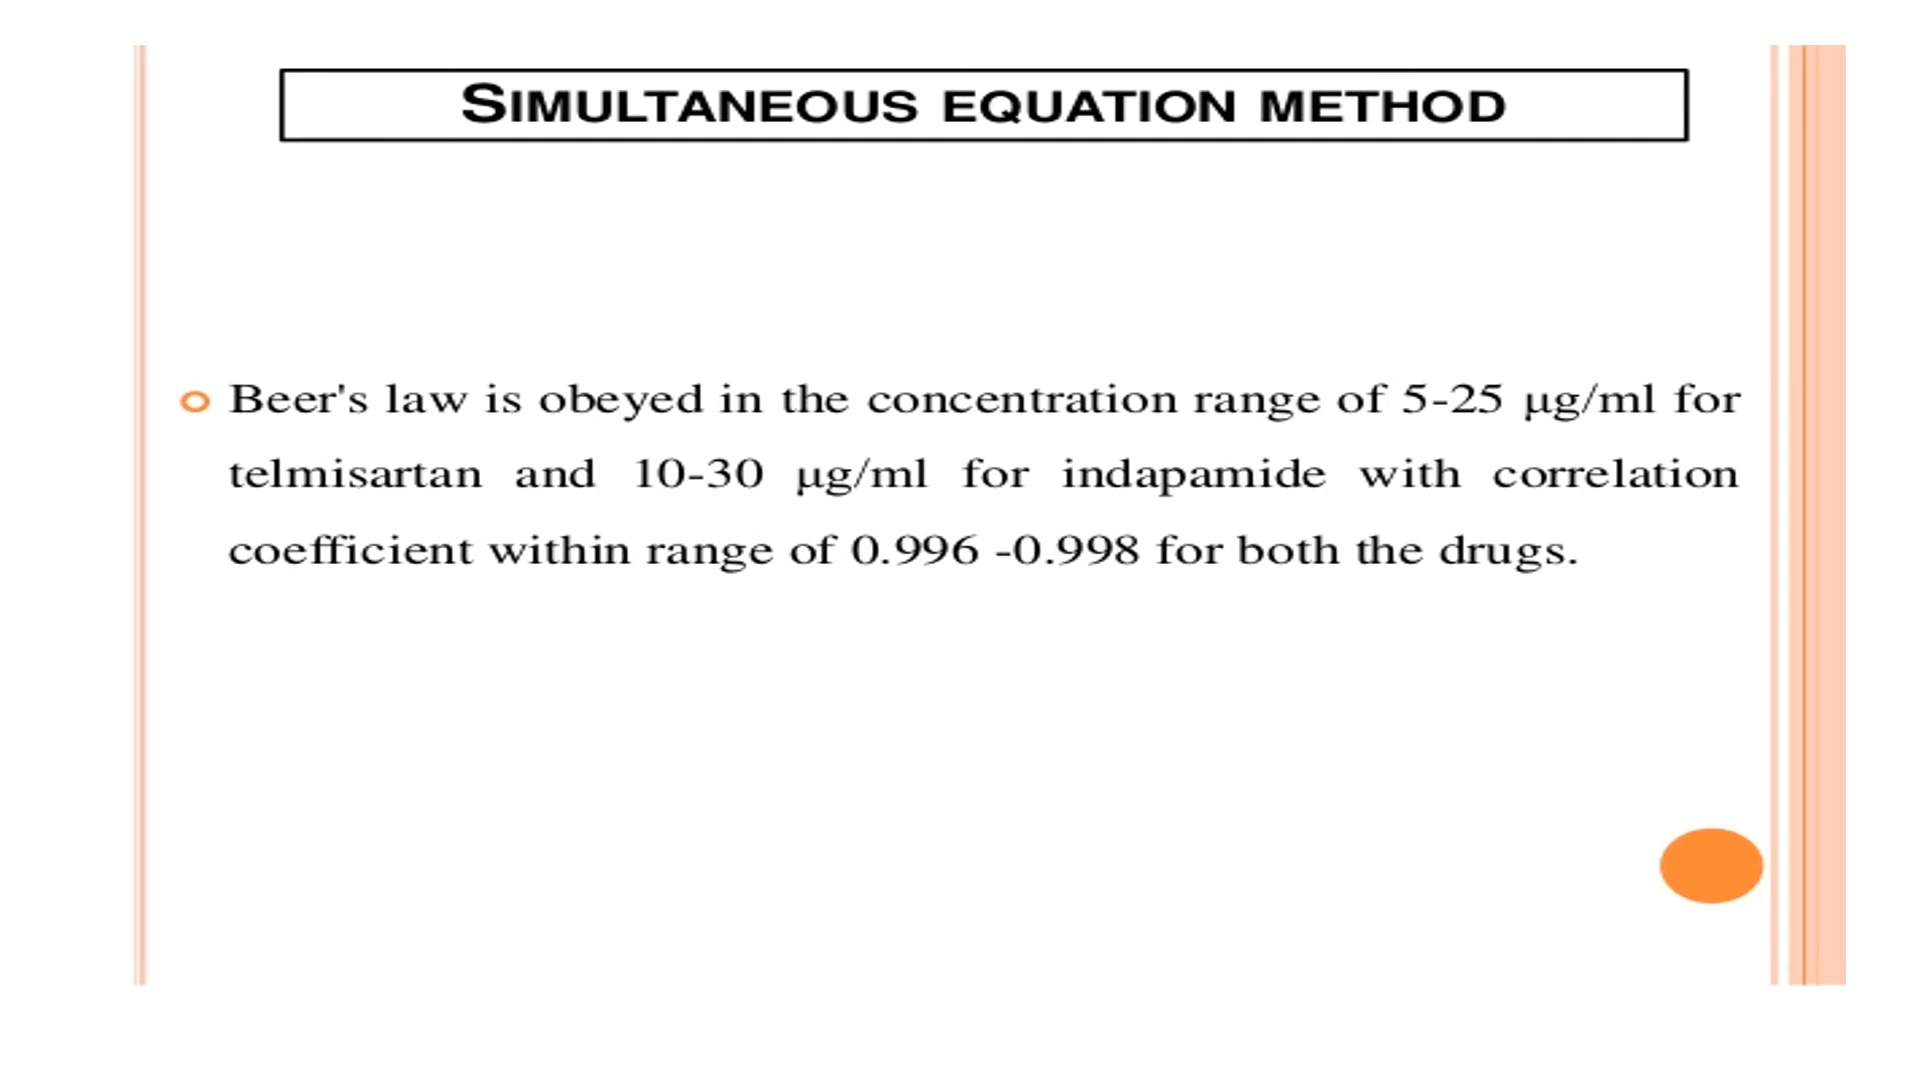 SIMULTANEOUS EQUATION METHOD
Beer's law is obeyed in the concentration range of 5-25 µg/ml for
telmisartan and 10-30 µg/ml for indapamide with correlation
coefficient within range of 0.996 -0.998 for both the drugs.